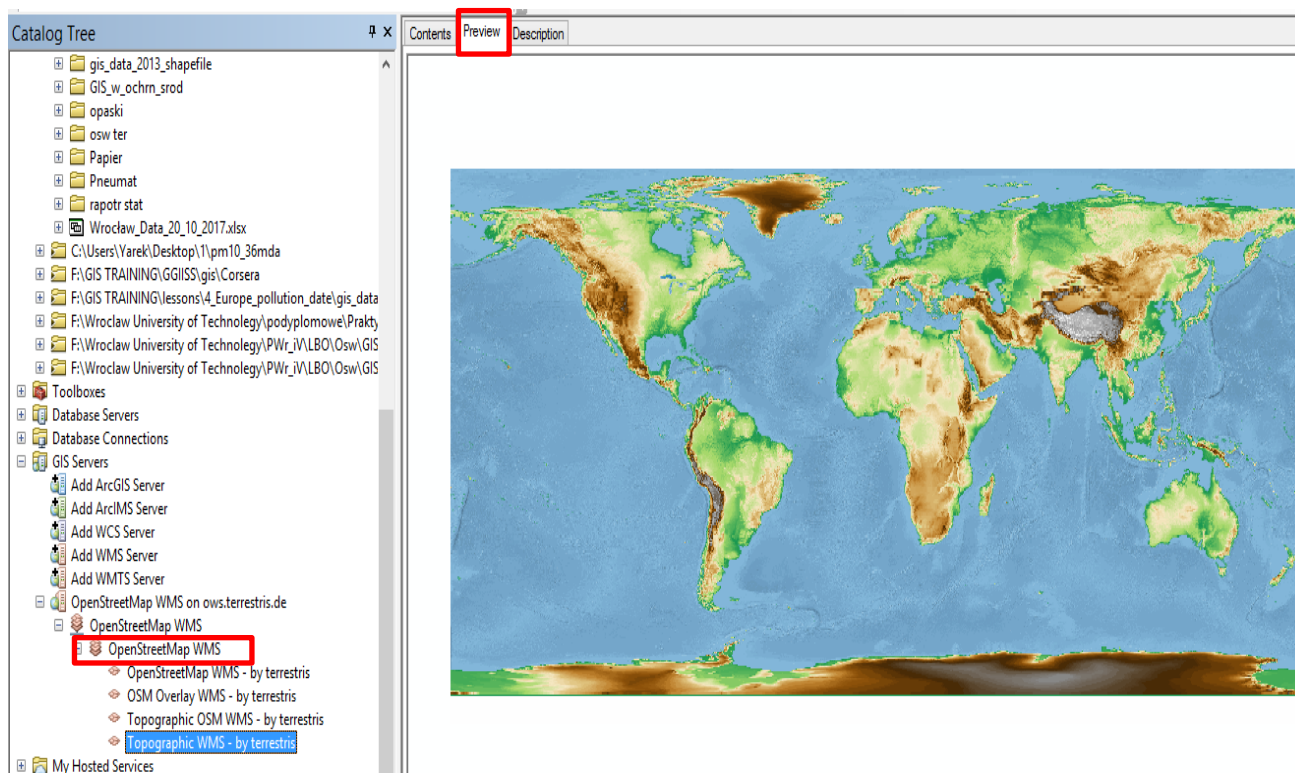 Catalog Tree
Contents Preview Description
gis_data_2013_shapefile
GIS_w_ochrn_srod
opaski
osw ter
Papier
Pneumat
rapotr stat
Wrocław_Data_20_10_2017.xlsx
C:\Users\Yarek\Desktop\1\pm10_36mda
F:\GIS TRAINING\GGIISS\gis\Corsera
F:\GIS TRAINING\lessons\4_Europe_pollution_date\gis_data
F:\Wroclaw University of Technolegy\podyplomowe\Prakty
F:\Wroclaw University of Technolegy\PWr_iV\LBO\Osw\GIS
F:\Wroclaw University of Technolegy\PWr_iV\LBO\Osw\GIS
Toolboxes
Database Servers
Database Connections
GIS Servers
Add ArcGIS Server
Add ArcIMS Server
Add WCS Server
Add WMS Server
Add WMTS Server
OpenStreetMap WMS on ows.terrestris.de
OpenStreetMap WMS
OpenStreetMap WMS
OpenStreetMap WMS - by terrestris
OSM Overlay WMS - by terrestris
Topographic OSM WMS - by terrestris
Topographic WMS - by terrestris
My Hosted Services